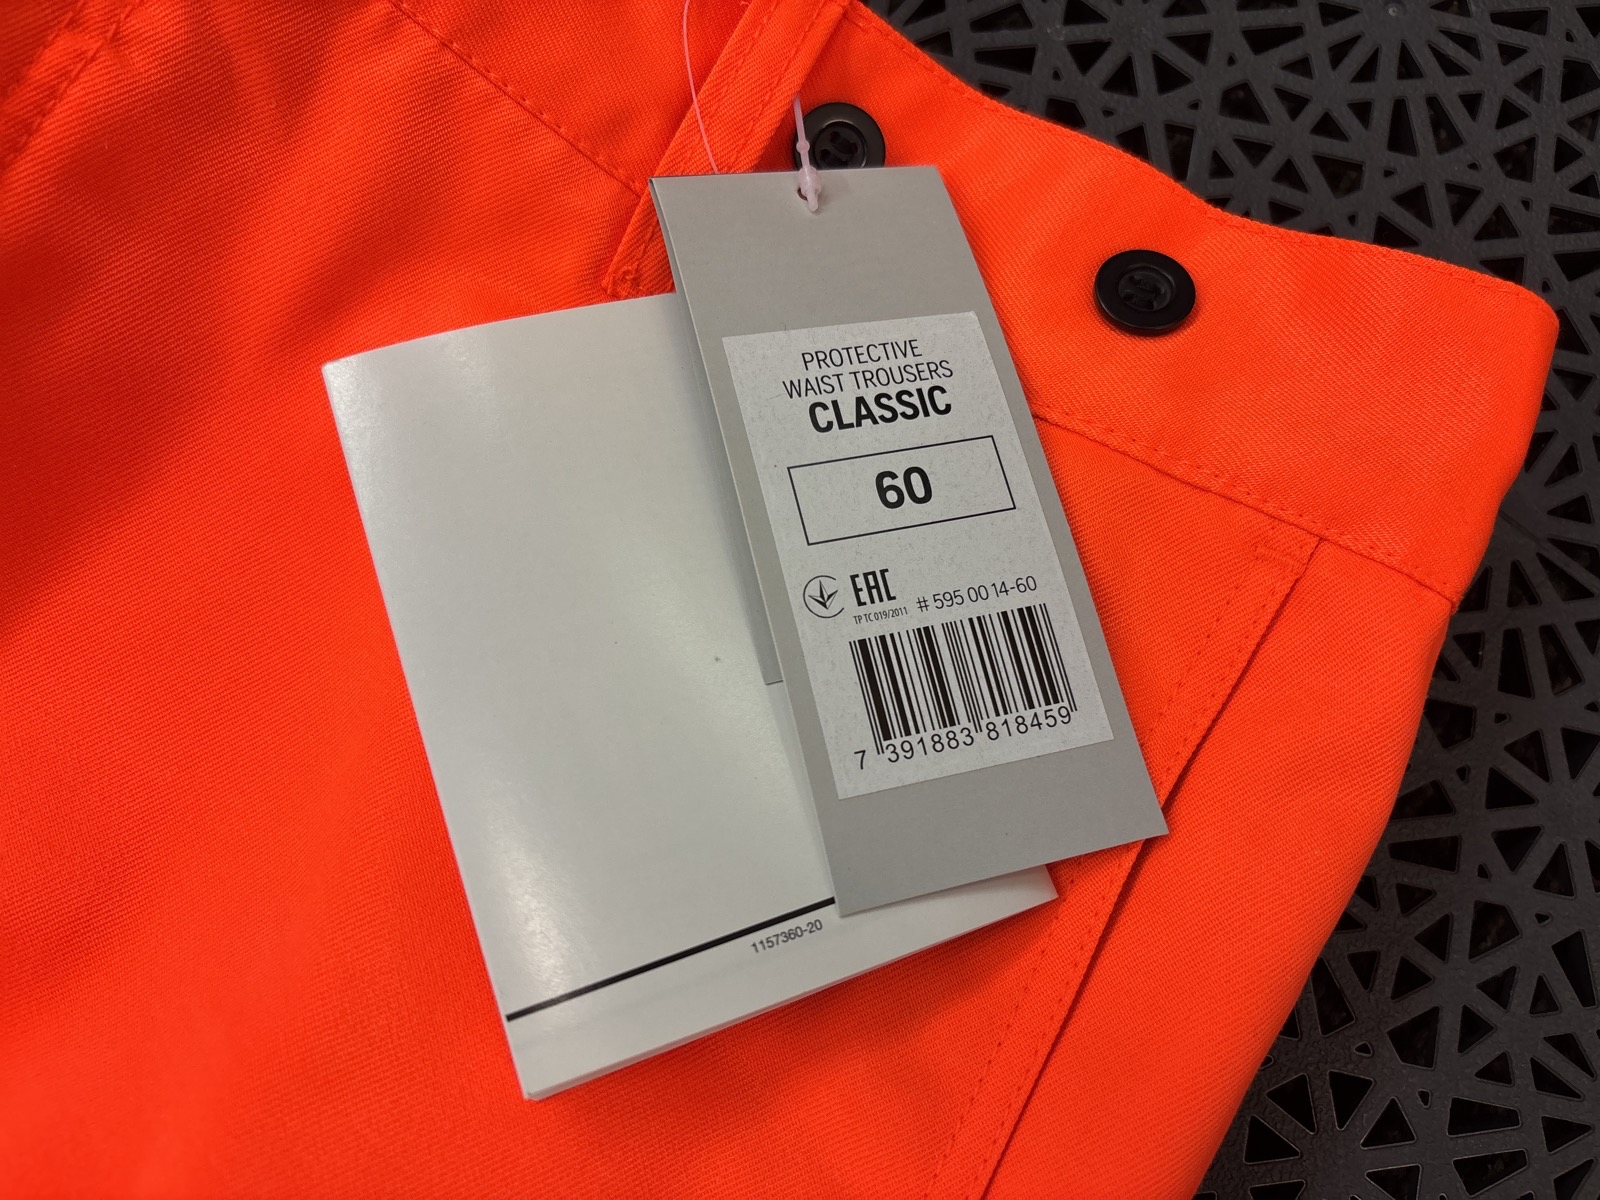 PROTECTIVE
WAIST TROUSERS
CLASSIC
60
EAC
TP TC 019/2011
# 595 00 14-60
7 391883 818459
1157360-20